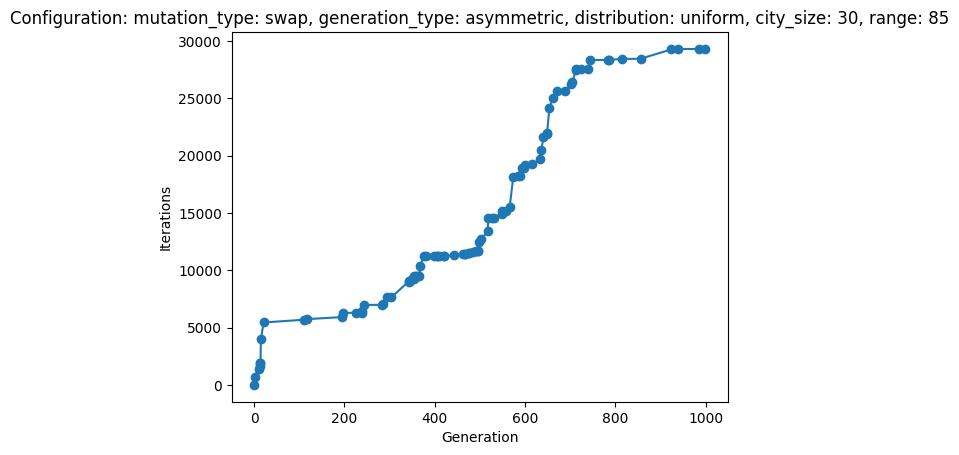 Configuration: mutation_type: swap, generation_type: asymmetric, distribution: uniform, city_size: 30, range: 85
30000
25000
20000
15000
10000
5000
0
Iterations
0 200 400 600 800 1000
Generation